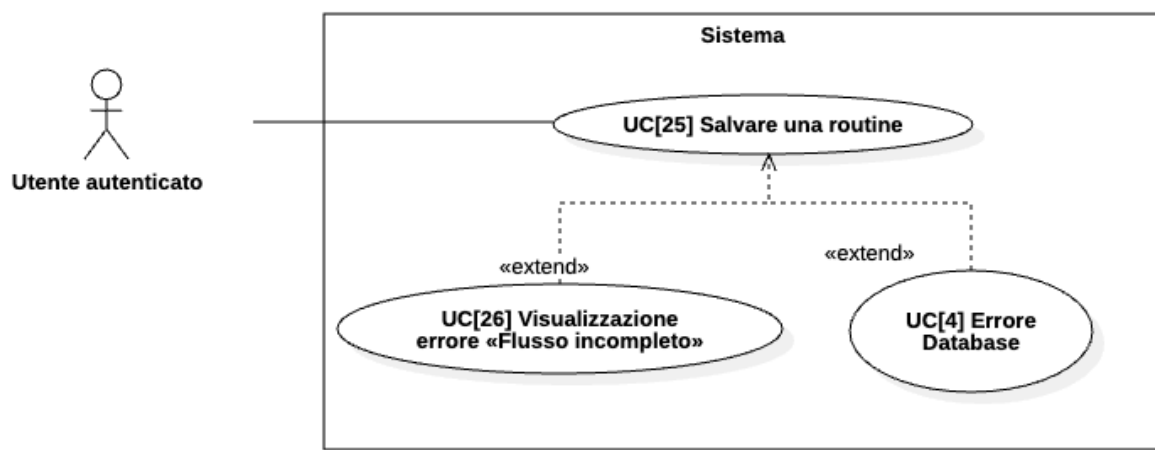 Sistema
UC[25] Salvare una routine
Utente autenticato
«extend»
«extend»
UC[26] Visualizzazione
errore «Flusso incompleto»
UC[4] Errore
Database